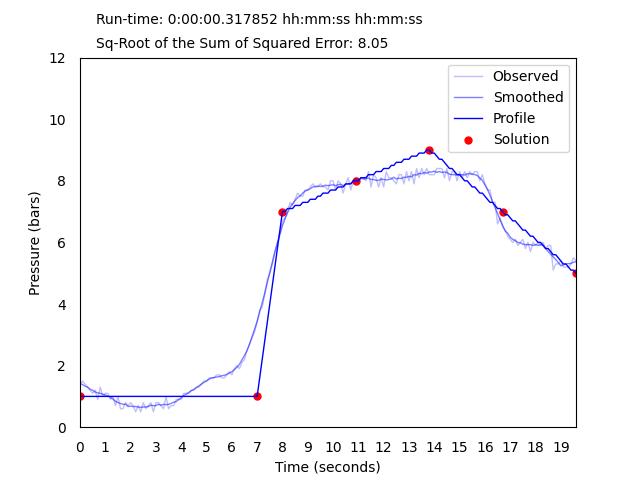 Run-time: 0:00:00.317852 hh:mm:ss hh:mm:ss
Sq-Root of the Sum of Squared Error: 8.05
12
10
8
6
4
2
0
Pressure (bars)
Observed
Smoothed
Profile
Solution
0 1 2 3 4 5 6 7 8 9 10 11 12 13 14 15 16 17 18 19
Time (seconds)